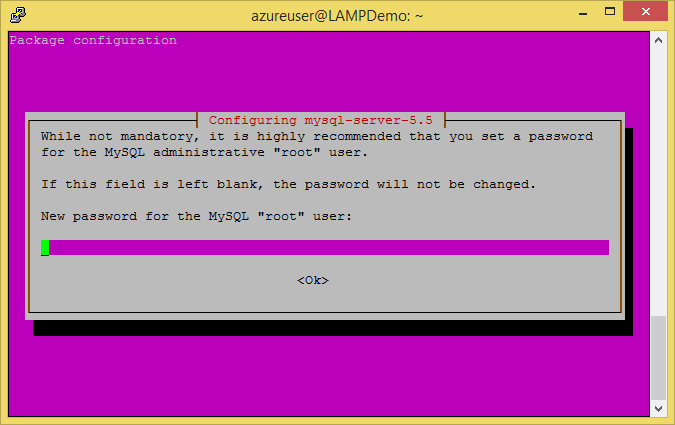 azureuser@LAMPDemo: ~
Package configuration
Configuring mysql-server-5.5
While not mandatory, it is highly recommended that you set a password
for the MySQL administrative "root" user.
If this field is left blank, the password will not be changed.
New password for the MySQL "root" user:
<Ok>